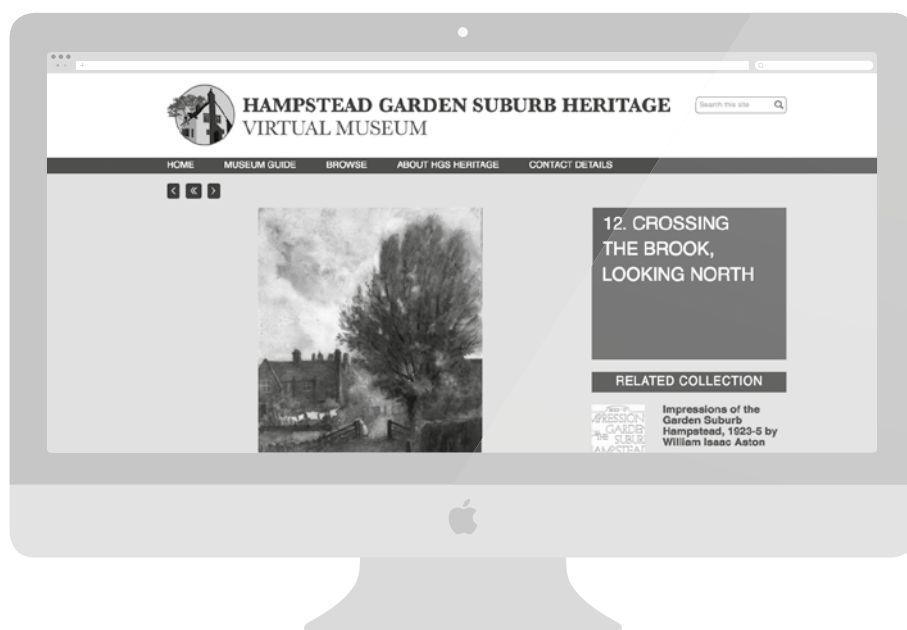 HAMPSTEAD GARDEN SUBURB HERITAGE
VIRTUAL MUSEUM
Search this site
HOME MUSEUM GUIDE BROWSE ABOUT HGS HERITAGE CONTACT DETAILS
12. CROSSING
THE BROOK,
LOOKING NORTH
RELATED COLLECTION
Impressions of the
Garden Suburb
Hampstead, 1923-5 by
William Isaac Aston
GARDEN
SUBUR